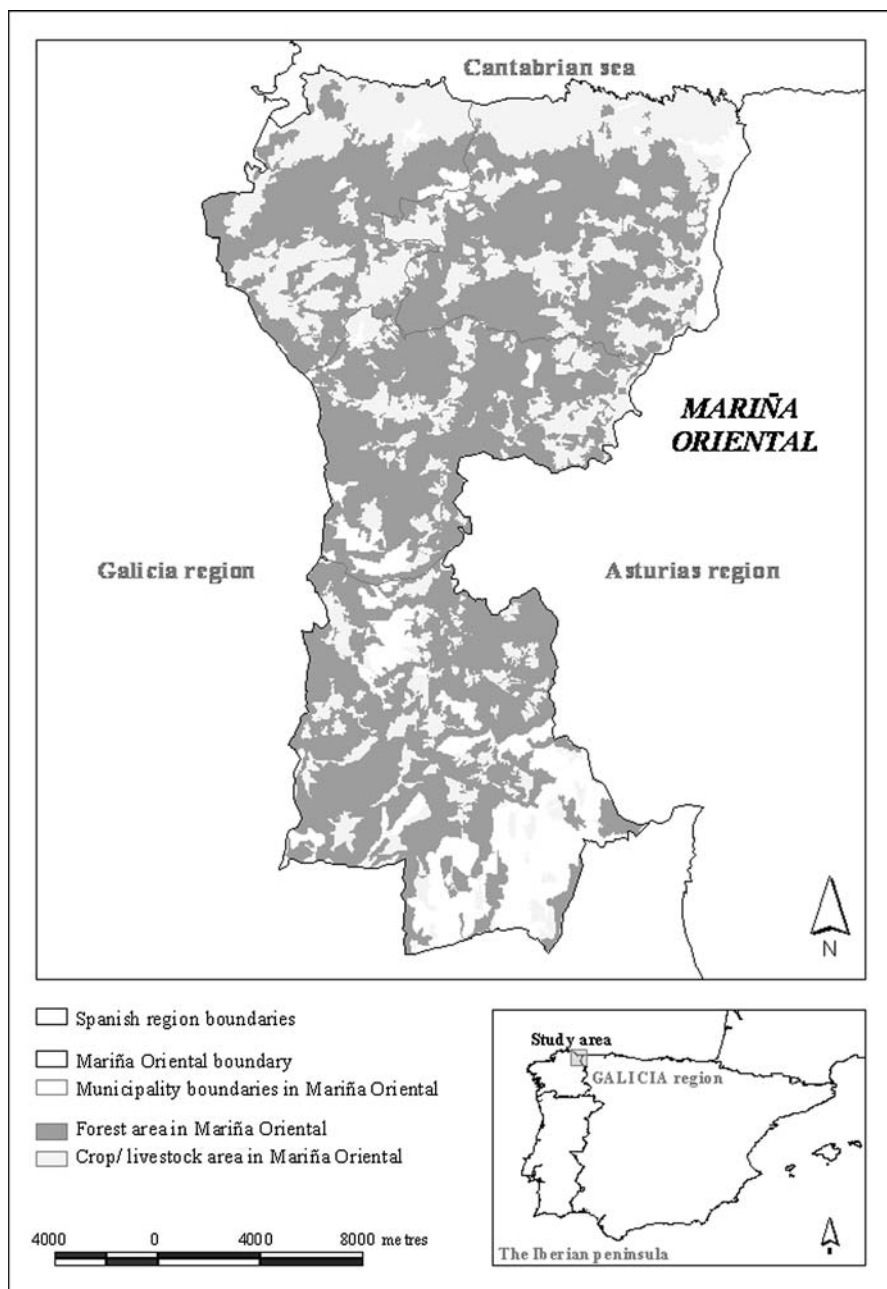 Cantabrian sea
MARIÑA
ORIENTAL
Galicia region
Asturias region
N
Spanish region boundaries
Mariña Oriental boundary
Municipality boundaries in Mariña Oriental
Forest area in Mariña Oriental
Crop/ livestock area in Mariña Oriental
4000 0 4000 8000 metres
Study area
GALICIA region
The Iberian peninsula